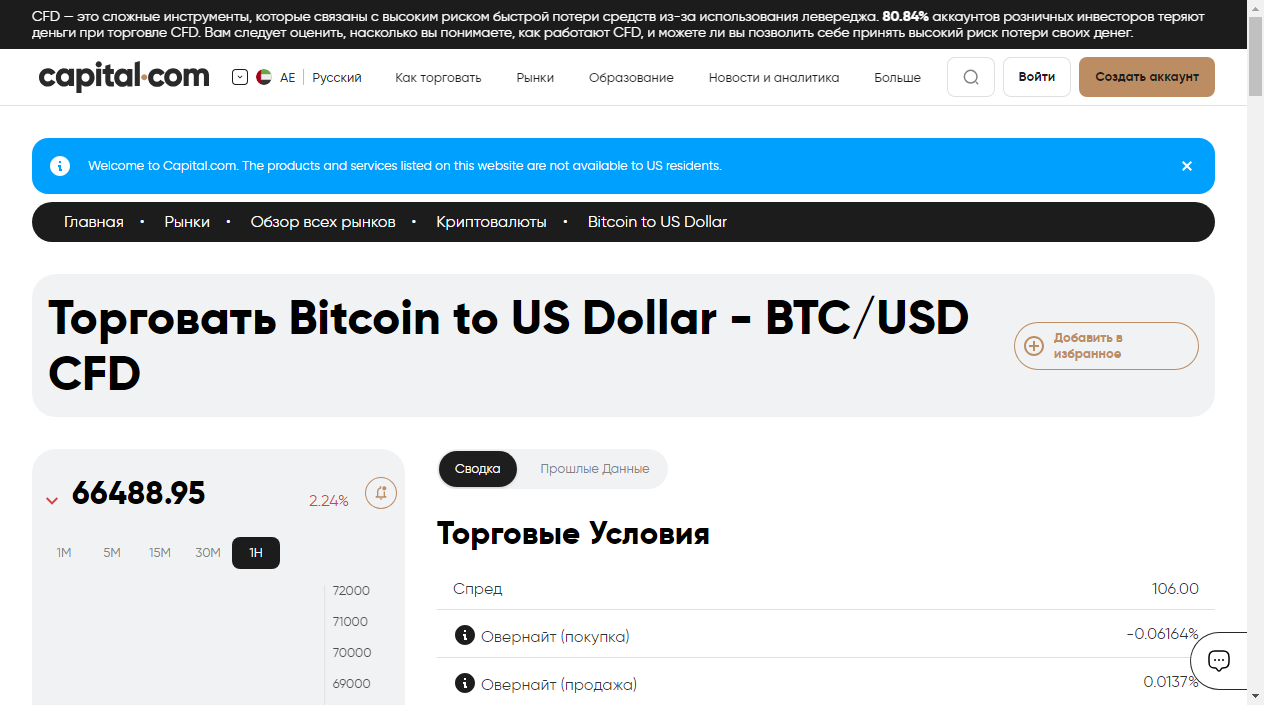 CFD — это сложные инструменты, которые связаны с высоким риском быстрой потери средств из-за использования левереджа. 80.84% аккаунтов розничных инвесторов теряют
деньги при торговле CFD. Вам следует оценить, насколько вы понимаете, как работают CFD, и можете ли вы позволить себе принять высокий риск потери своих денег.
capital.com AE Русский Как торговать Рынки Образование Новости и аналитика Больше Войти Создать аккаунт
Welcome to Capital.com. The products and services listed on this website are not available to US residents.
Главная • Рынки • Обзор всех рынков • Криптовалюты • Bitcoin to US Dollar
Торговать Bitcoin to US Dollar - BTC/USD
CFD
Добавить в
избранное
66488.95 2.24%
1M 5M 15M 30M 1H
72000
71000
70000
69000
Сводка Прошлые Данные
Торговые Условия
Спред 106.00
Овернайт (покупка) -0.06164%
Овернайт (продажа) 0.0137%